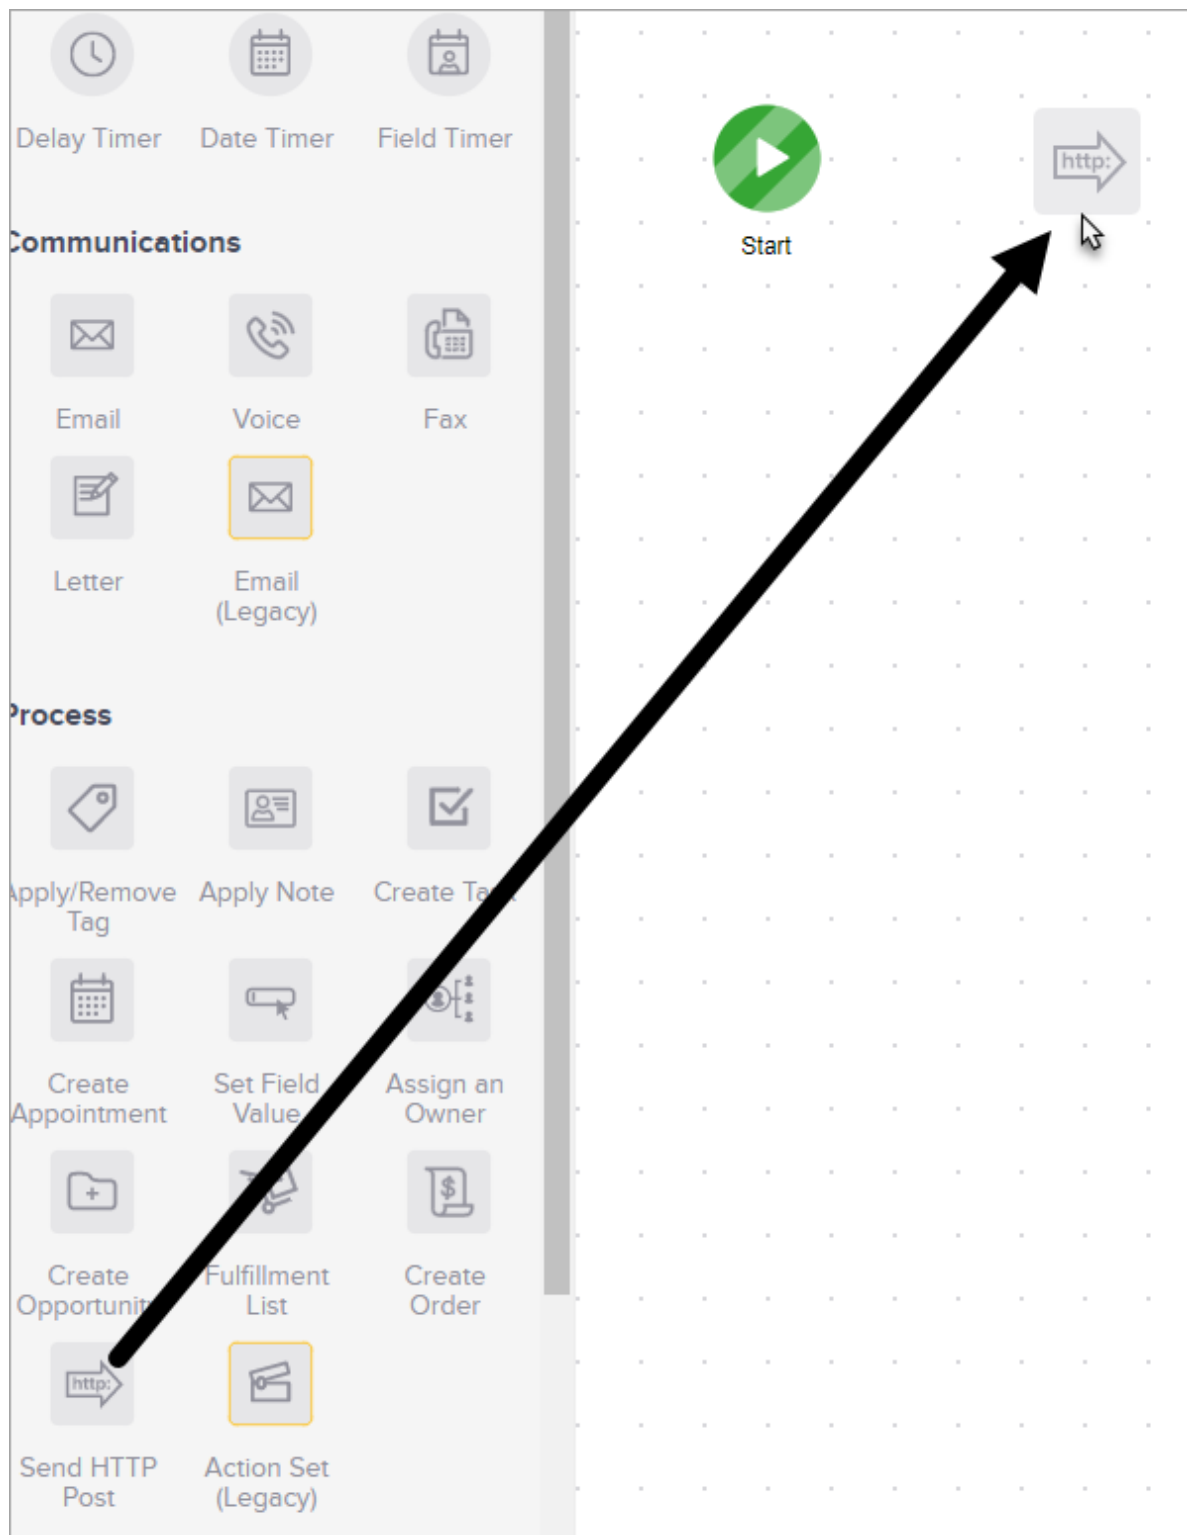 Delay Timer
Date Timer
Field Timer
Start
http:
Communications
Email
Voice
Fax
Letter
Email
(Legacy)
Process
Apply/Remove
Tag
Apply Note
Create Task
Create
Appointment
Set Field
Value
Assign an
Owner
$
Create
Opportunity
Fulfillment
List
Create
Order
http:
Send HTTP
Post
Action Set
(Legacy)